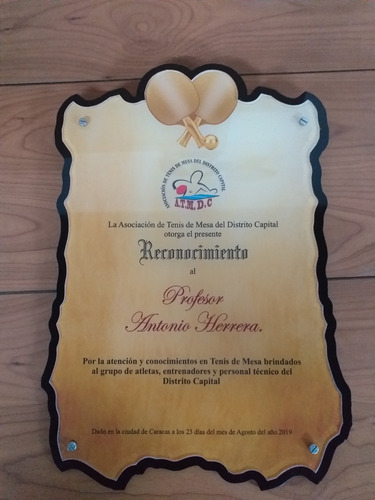 ASOCIACIÓN DE TENIS DE MESA DEL DISTRITO CAPITAL
A.T.M.D.C
La Asociación de Tenis de Mesa del Distrito Capital
otorga el presente
Reconocimiento
al
Profesor
Antonio Herrera.
Por la atención y conocimientos en Tenis de Mesa brindados
al grupo de atletas, entrenadores y personal técnico del
Distrito Capital
Dado en la ciudad de Caracas a los 23 días del mes de Agosto del año 2019